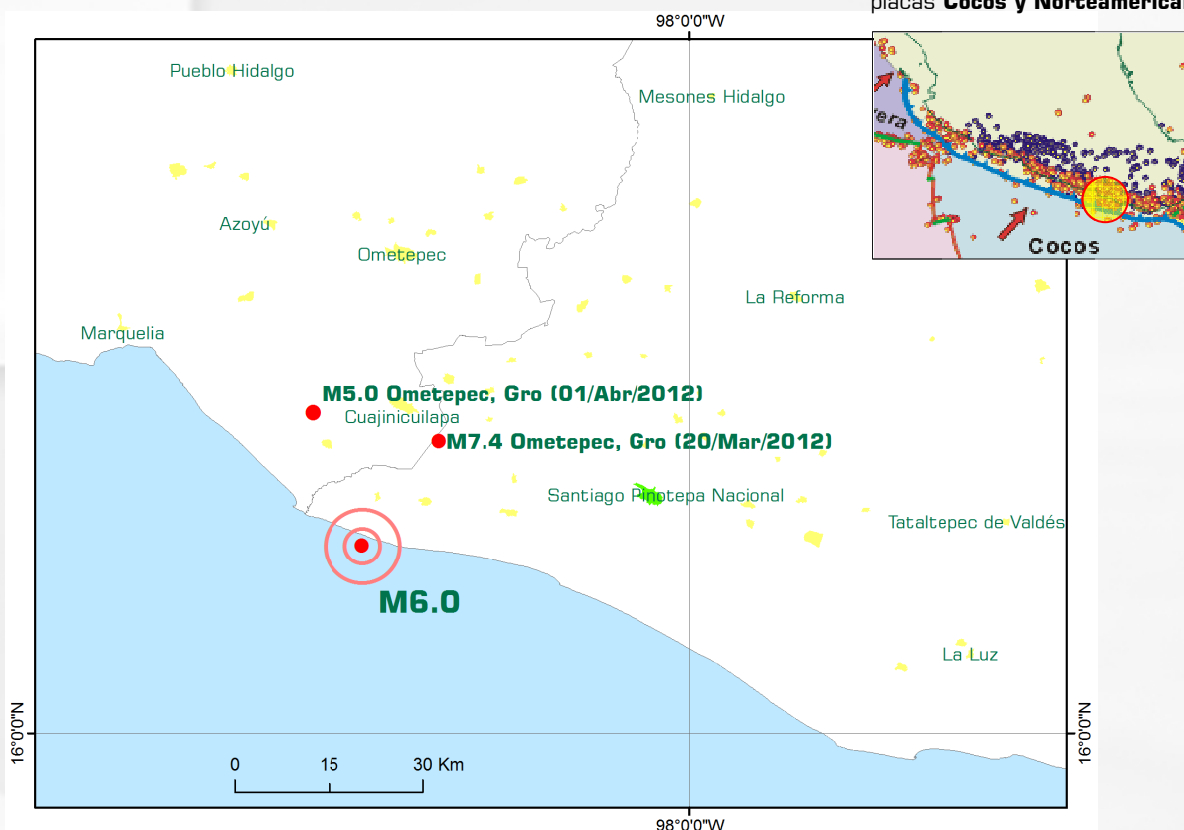 placas Cocos y Norteamerica
98°0'0"W
Pueblo Hidalgo
Mesones Hidalgo
era
Azoyú
Ometepec
Cocos
La Reforma
Marquelia
M5.0 Ometepec, Gro (01/Abr/2012)
Cuajinicuilapa
M7.4 Ometepec, Gro (20/Mar/2012)
Santiago Pinotepa Nacional
Tataltepec de Valdés
M6.0
La Luz
16°0'0"N
16°0'0"N
0 15 30 Km
98°0'0"W